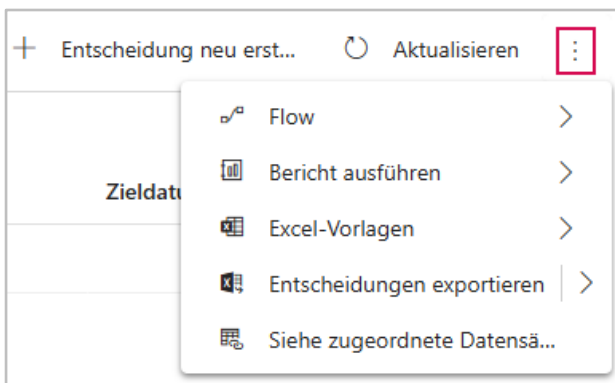 Entscheidung neu erst... Aktualisieren
Flow
Bericht ausführen
Zieldatu
Excel-Vorlagen
Entscheidungen exportieren
Siehe zugeordnete Datensä...